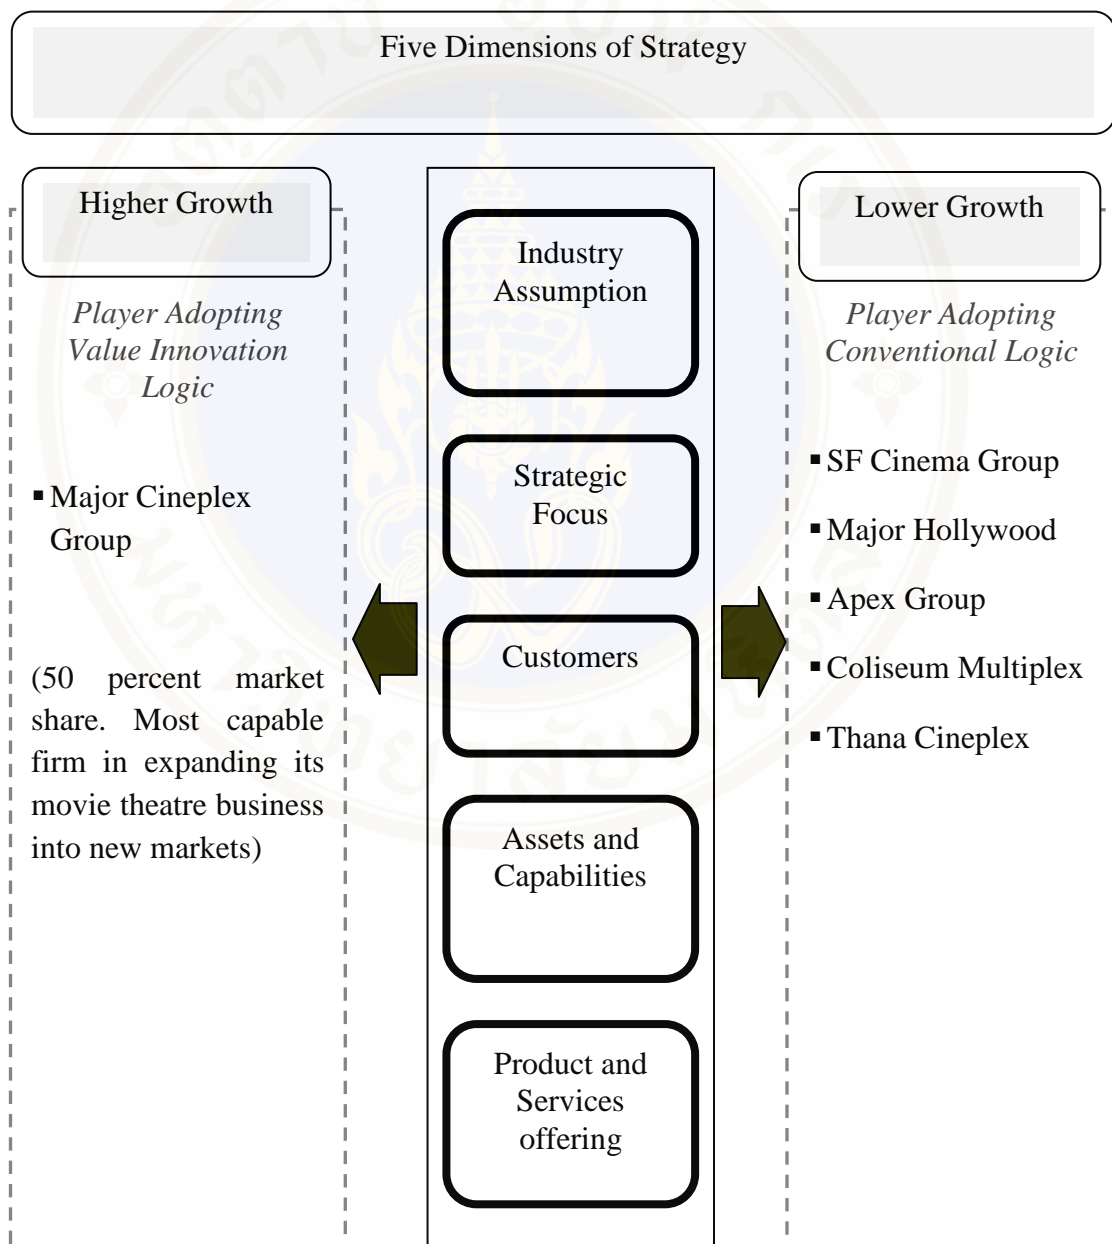 Five Dimensions of Strategy
Higher Growth
Player Adopting
Value Innovation
Logic
▪ Major Cineplex
Group
(50 percent market
share. Most capable
firm in expanding its
movie theatre business
into new markets)
Industry
Assumption
Strategic
Focus
Customers
Assets and
Capabilities
Product and
Services
offering
Lower Growth
Player Adopting
Conventional Logic
▪ SF Cinema Group
▪ Major Hollywood
▪ Apex Group
▪ Coliseum Multiplex
▪ Thana Cineplex